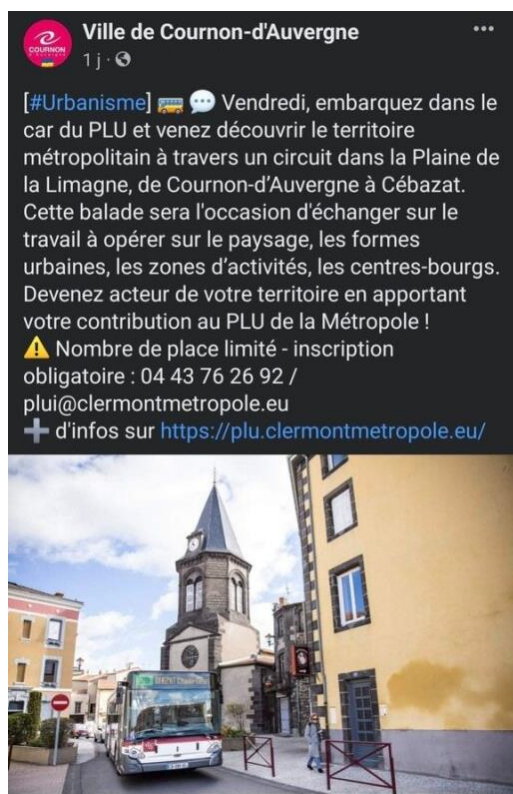 COURNON
d'Auvergne
Ville de Cournon-d'Auvergne
1 j ·
[#Urbanisme] 🚌 💬 Vendredi, embarquez dans le
car du PLU et venez découvrir le territoire
métropolitain à travers un circuit dans la Plaine de
la Limagne, de Cournon-d’Auvergne à Cébazat.
Cette balade sera l'occasion d'échanger sur le
travail à opérer sur le paysage, les formes
urbaines, les zones d’activités, les centres-bourgs.
Devenez acteur de votre territoire en apportant
votre contribution au PLU de la Métropole !
⚠️ Nombre de place limité - inscription
obligatoire : 04 43 76 26 92 /
plui@clermontmetropole.eu
➕ d'infos sur https://plu.clermontmetropole.eu/